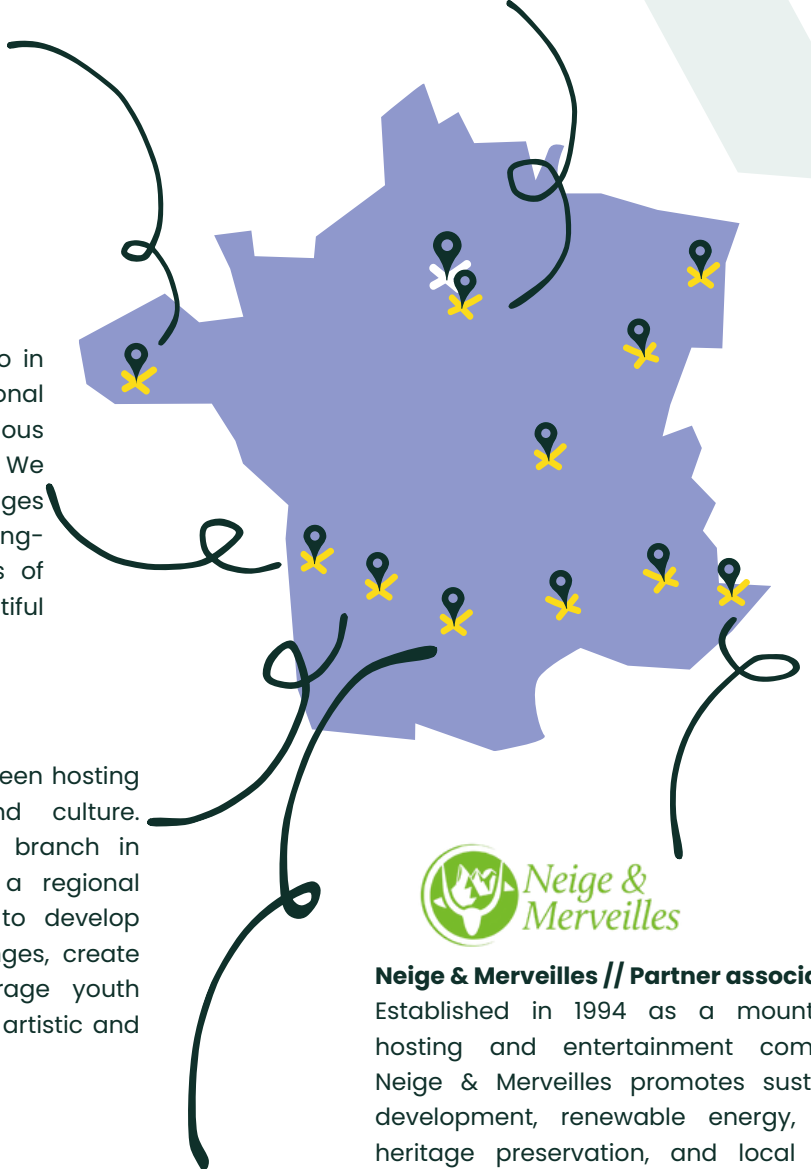 o in
onal
ous
We
ges
ng-
s of
tiful
een hosting
nd culture.
branch in
a regional
to develop
ges, create
rage youth
artistic and
Neige &
Merveilles
Neige & Merveilles // Partner associa
Established in 1994 as a mount
hosting and entertainment com
Neige & Merveilles promotes sust
development, renewable energy,
heritage preservation, and local